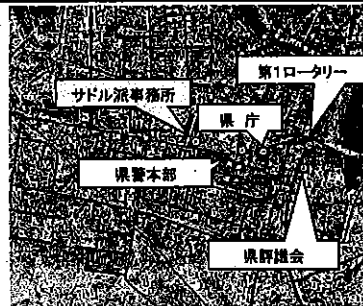 第1ロータリー
サドル派事務所
県庁
県警本部
県評議会